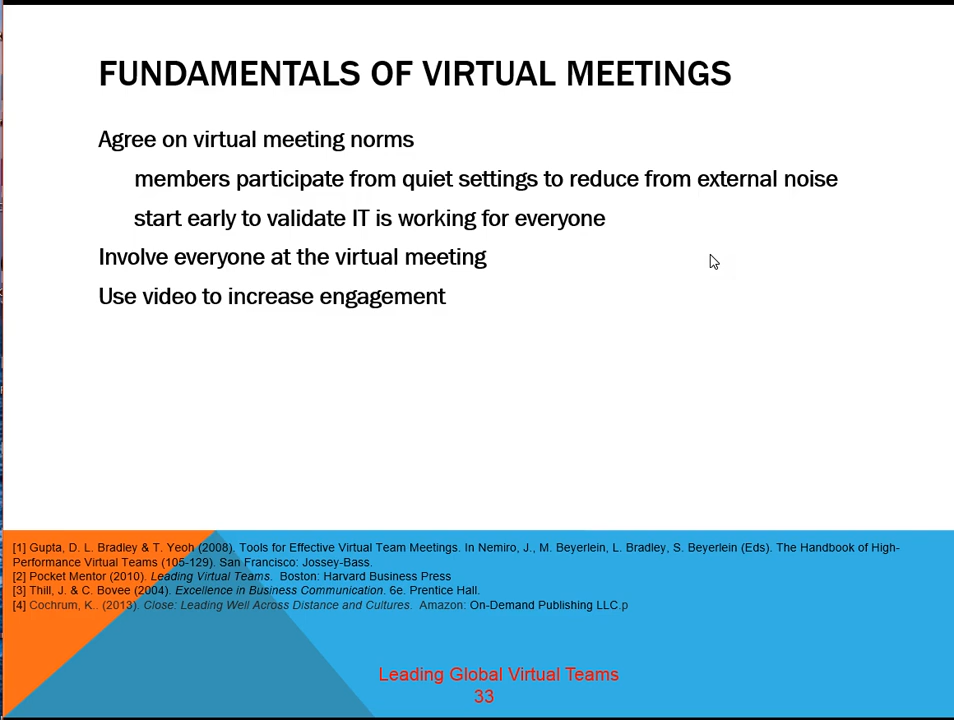 FUNDAMENTALS OF VIRTUAL MEETINGS
Agree on virtual meeting norms
members participate from quiet settings to reduce from external noise
start early to validate IT is working for everyone
Involve everyone at the virtual meeting
Use video to increase engagement
[1] Gupta, D. L. Bradley & T. Yeoh (2008). Tools for Effective Virtual Team Meetings. In Nemiro, J., M. Beyerlein, L. Bradley, S. Beyerlein (Eds). The Handbook of High-
Performance Virtual Teams (105-129). San Francisco: Jossey-Bass.
[2] Pocket Mentor (2010). Leading Virtual Teams. Boston: Harvard Business Press
[3] Thill, J. & C. Bovee (2004). Excellence in Business Communication. 6e. Prentice Hall.
[4] Cochrum, K.. (2013). Close: Leading Well Across Distance and Cultures. Amazon: On-Demand Publishing LLC.p
Leading Global Virtual Teams
33